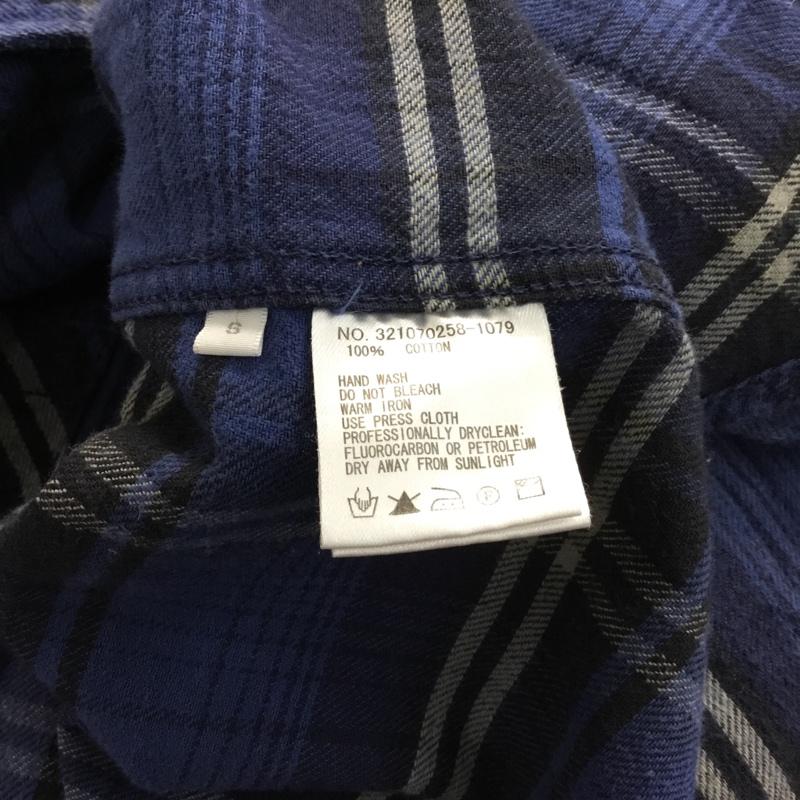 S
NO. 321070258-1079
100% COTTON
HAND WASH
DO NOT BLEACH
WARM IRON
USE PRESS CLOTH
PROFESSIONALLY DRYCLEAN:
FLUOROCARBON OR PETROLEUM
DRY AWAY FROM SUNLIGHT
F